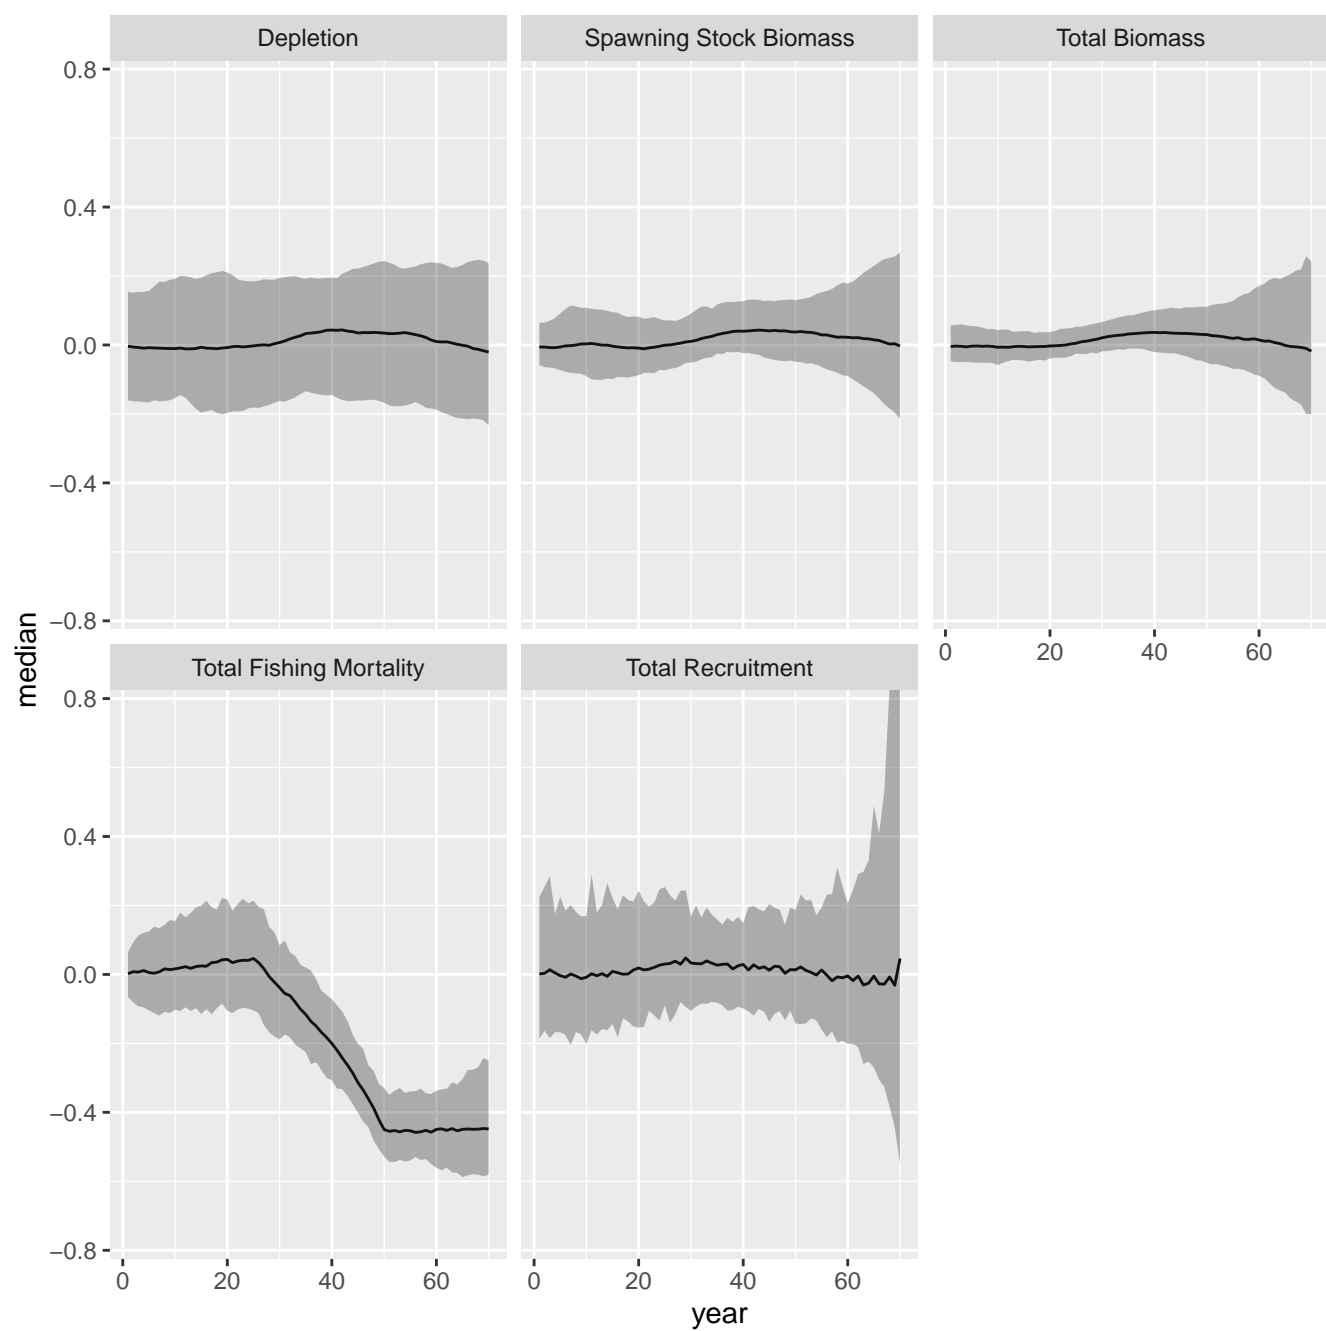 Depletion
Spawning Stock Biomass
Total Biomass
0.8
0.4
0.0
−0.4
−0.8
0 20 40 60
median
Total Fishing Mortality
Total Recruitment
0.8
0.4
0.0
−0.4
−0.8
0 20 40 60
0 20 40 60
year